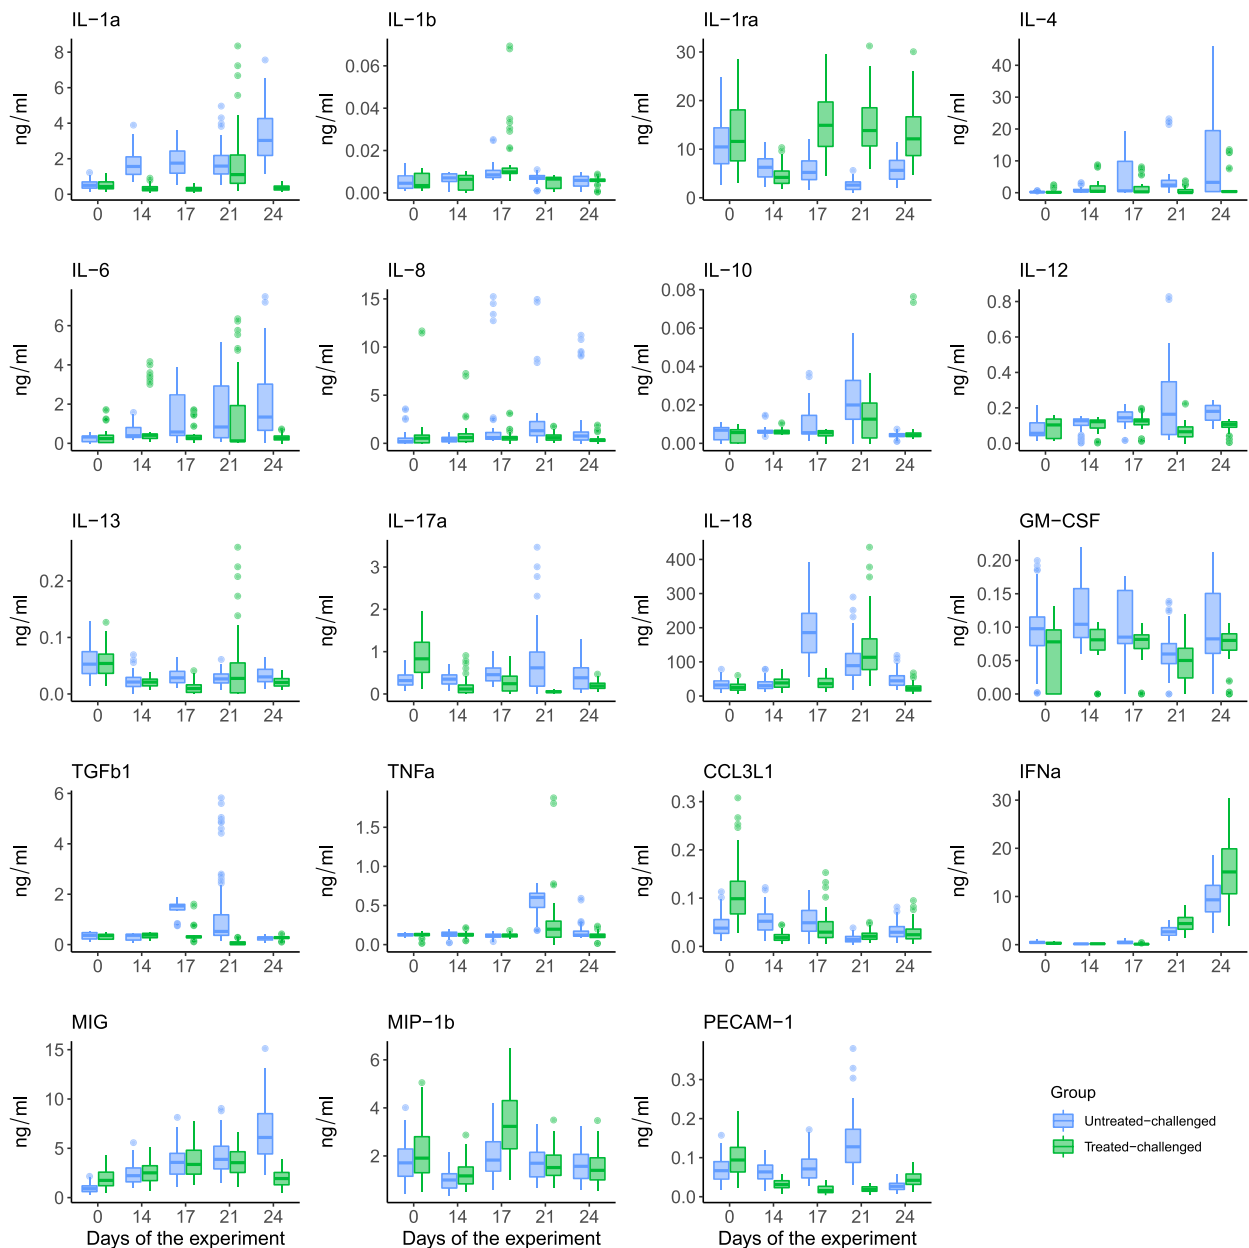 IL−1a
IL−1b
IL−1ra
IL−4
ng/ml
8
6
4
2
0
0 14 17 21 24
ng/ml
0.06
0.04
0.02
0.00
0 14 17 21 24
ng/ml
30
20
10
0
0 14 17 21 24
ng/ml
40
30
20
10
0
0 14 17 21 24
IL−6
IL−8
IL−10
IL−12
ng/ml
6
4
2
0
0 14 17 21 24
ng/ml
15
10
5
0
0 14 17 21 24
ng/ml
0.08
0.06
0.04
0.02
0.00
0 14 17 21 24
ng/ml
0.8
0.6
0.4
0.2
0.0
0 14 17 21 24
IL−13
IL−17a
IL−18
GM−CSF
ng/ml
0.2
0.1
0.0
0 14 17 21 24
ng/ml
3
2
1
0
0 14 17 21 24
ng/ml
400
300
200
100
0
0 14 17 21 24
ng/ml
0.20
0.15
0.10
0.05
0.00
0 14 17 21 24
TGFb1
TNFa
CCL3L1
IFNa
ng/ml
6
4
2
0
0 14 17 21 24
ng/ml
1.5
1.0
0.5
0.0
0 14 17 21 24
ng/ml
0.3
0.2
0.1
0.0
0 14 17 21 24
ng/ml
30
20
10
0
0 14 17 21 24
MIG
MIP−1b
PECAM−1
ng/ml
15
10
5
0
0 14 17 21 24
Days of the experiment
ng/ml
6
4
2
0 14 17 21 24
Days of the experiment
ng/ml
0.3
0.2
0.1
0.0
0 14 17 21 24
Days of the experiment
Group
Untreated−challenged
Treated−challenged